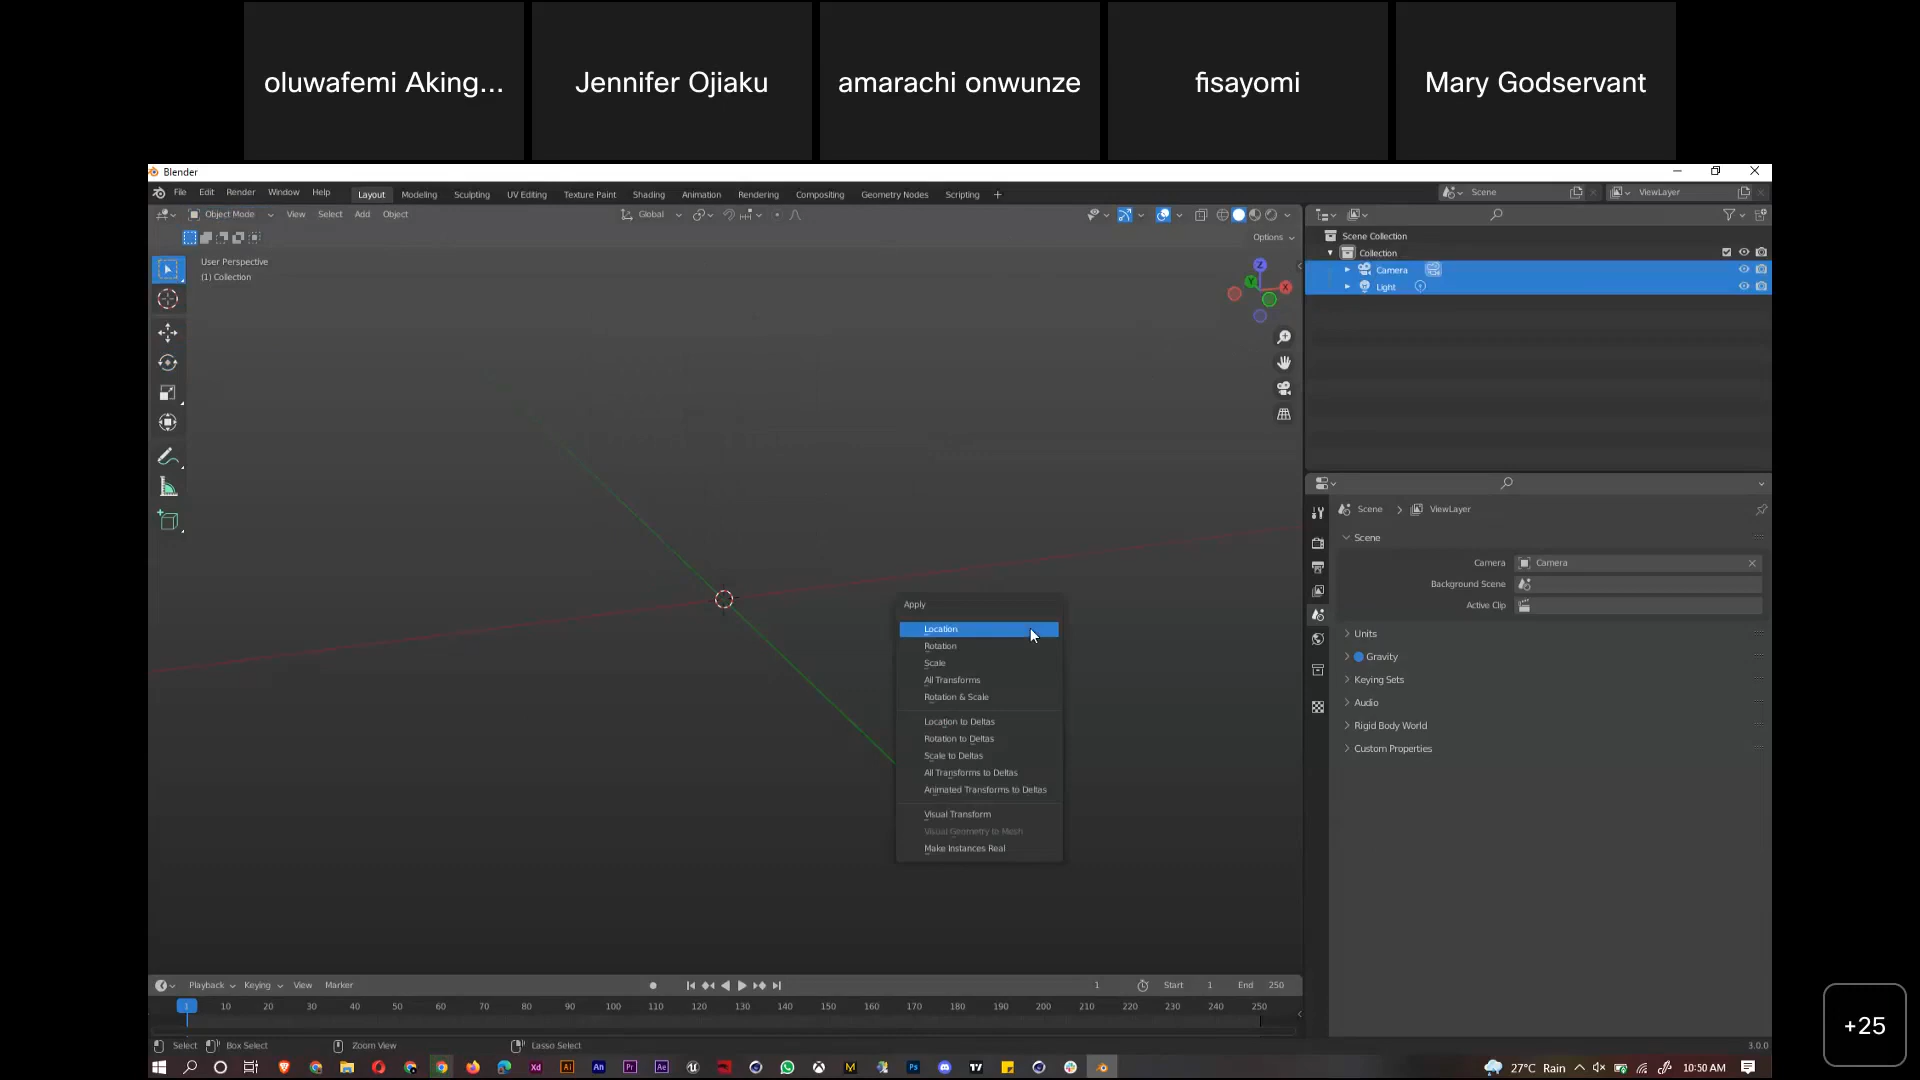 oluwafemi Aking...
Jennifer Ojiaku
amarachi onwunze
fisayomi
Mary Godservant
Blender
File Edit Render Window Help
Layout Modeling Sculpting UV Editing Texture Paint Shading Animation Rendering Compositing Geometry Nodes Scripting +
Scene
ViewLayer
Object Mode View Select Add Object
Global
Options
User Perspective
(1) Collection
Z
Y
X
Scene Collection
Collection
Camera
Light
Scene > ViewLayer
Scene
Camera Camera
Background Scene
Active Clip
Units
Gravity
Keying Sets
Audio
Rigid Body World
Custom Properties
Apply
Location
Rotation
Scale
All Transforms
Rotation & Scale
Location to Deltas
Rotation to Deltas
Scale to Deltas
All Transforms to Deltas
Animated Transforms to Deltas
Visual Transform
Visual Geometry to Mesh
Make Instances Real
Playback Keying View Marker
1 Start 1 End 250
1 10 20 30 40 50 60 70 80 90 100 110 120 130 140 150 160 170 180 190 200 210 220 230 240 250
Select Box Select Zoom View Lasso Select
3.0.0
Xd Ai An Pr Ae M Ps
27°C Rain
10:50 AM
+25